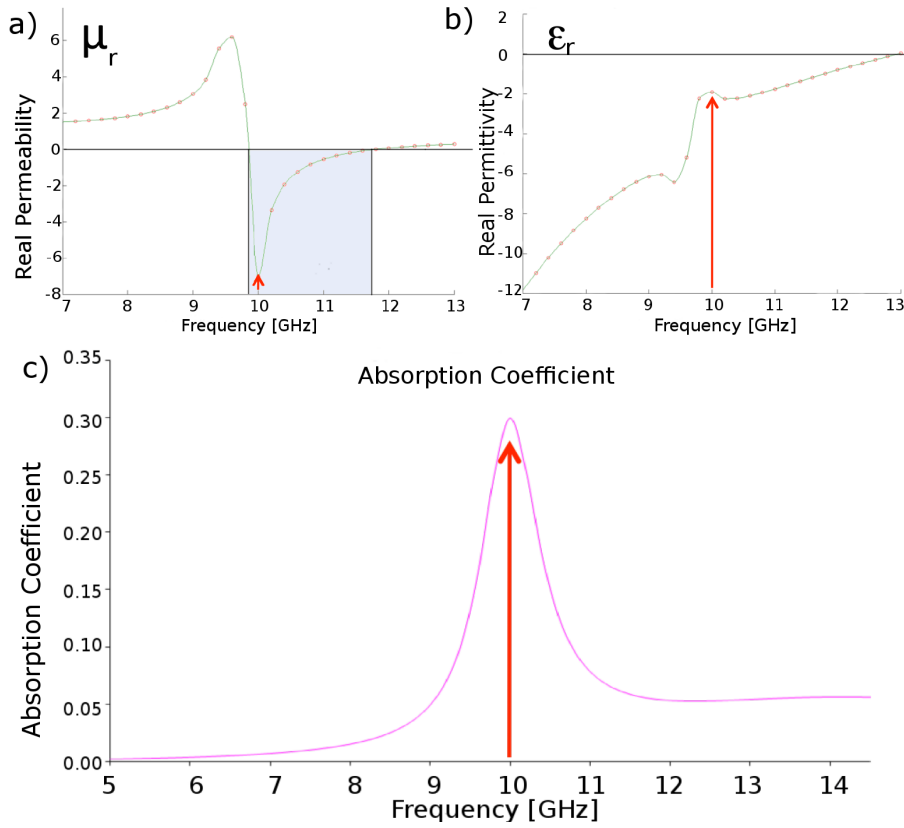 a)
μr
Real Permeability
6
4
2
0
-2
-4
-6
-8
7 8 9 10 11 12 13
Frequency [GHz]
b)
εr
Real Permittivity
2
0
-2
-4
-6
-8
-10
-12
7 8 9 10 11 12 13
Frequency [GHz]
c)
Absorption Coefficient
Absorption Coefficient
0.35
0.30
0.25
0.20
0.15
0.10
0.05
0.00
5 6 7 8 9 10 11 12 13 14
Frequency [GHz]